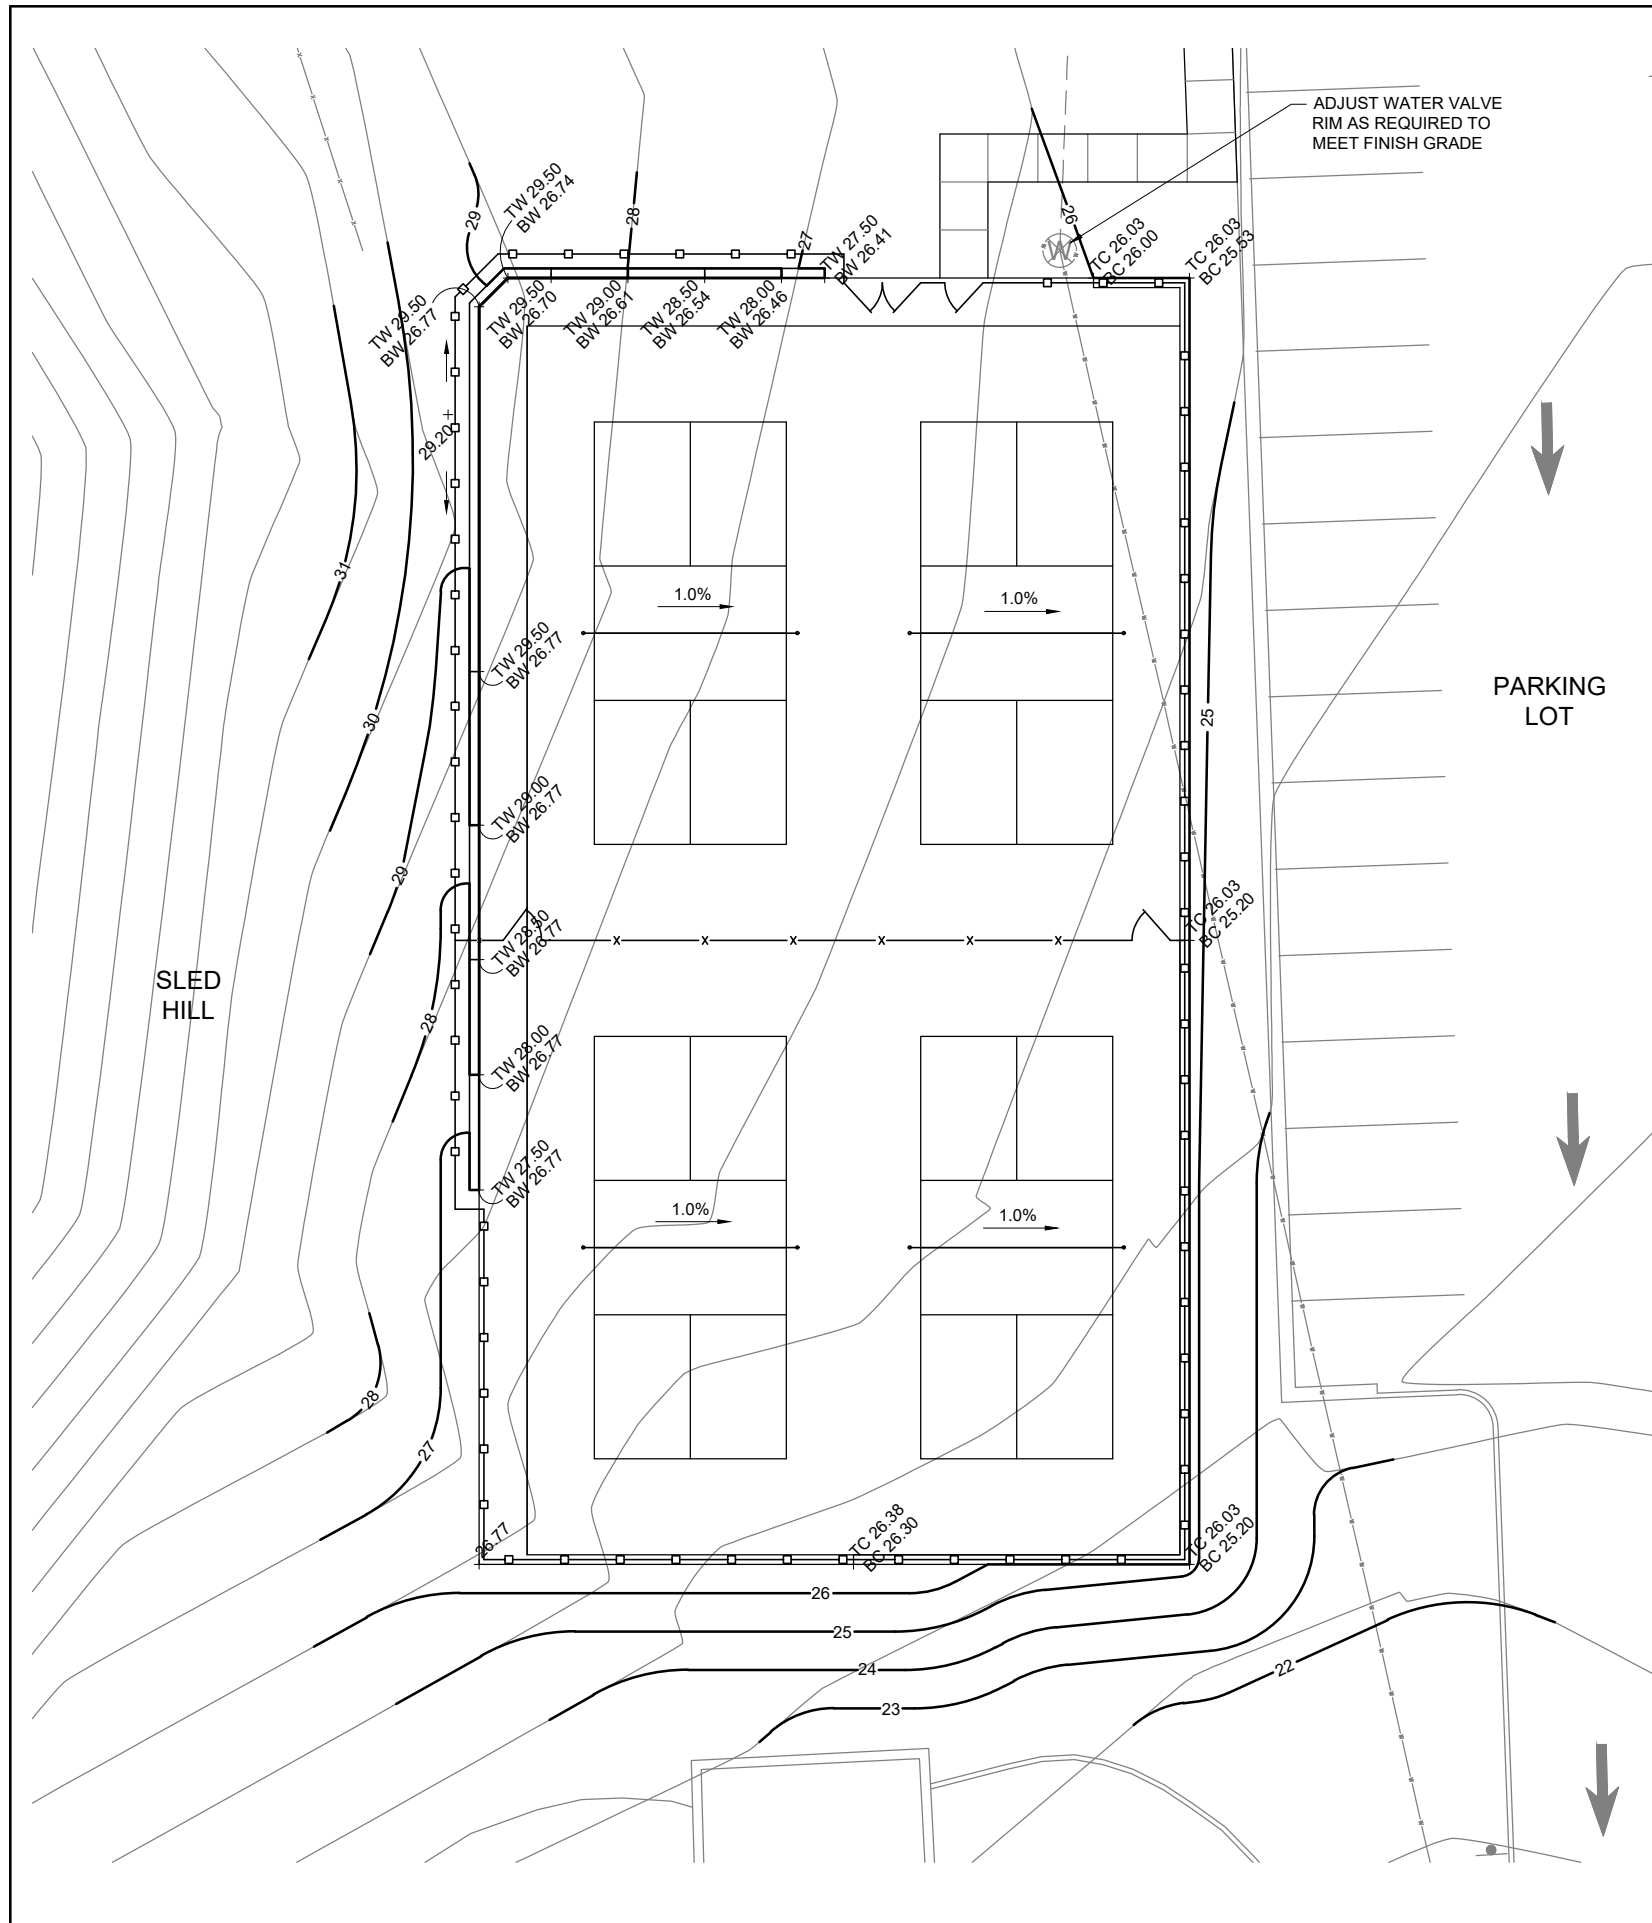 ADJUST WATER VALVE
RIM AS REQUIRED TO
MEET FINISH GRADE
TW 29.50
BW 26.74
29
28
27
TW 27.50
BW 26.41
26
W
TC 26.03
BC 26.00
TC 26.03
BC 25.53
TW 29.50
BW 26.77
TW 29.50
BW 26.70
TW 29.00
BW 26.61
TW 28.50
BW 26.54
TW 28.00
BW 26.46
29.20
31
1.0%
1.0%
TW 29.50
BW 26.77
PARKING
LOT
25
30
TW 29.00
BW 26.77
29
TW 28.50
BW 26.77
x x x x x x
TC 26.03
BC 25.20
SLED
HILL
28
TW 28.00
BW 26.77
TW 27.50
BW 26.77
1.0%
1.0%
28
27
26.77
TC 26.38
BC 26.30
TC 26.03
BC 25.20
26
25
24
22
23